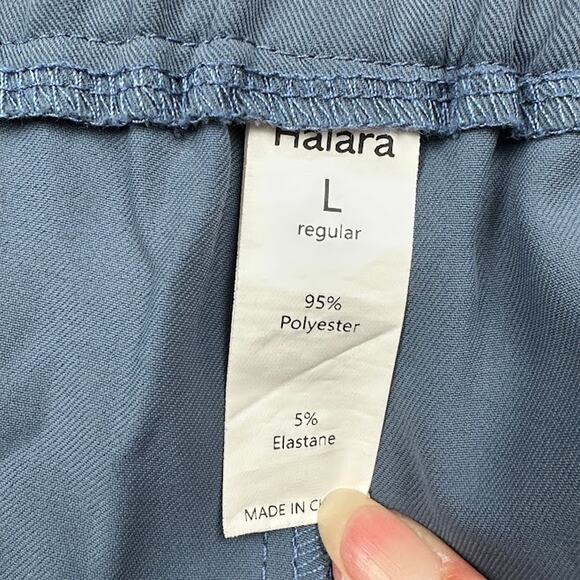 Halara
L
regular
95%
Polyester
5%
Elastane
MADE IN